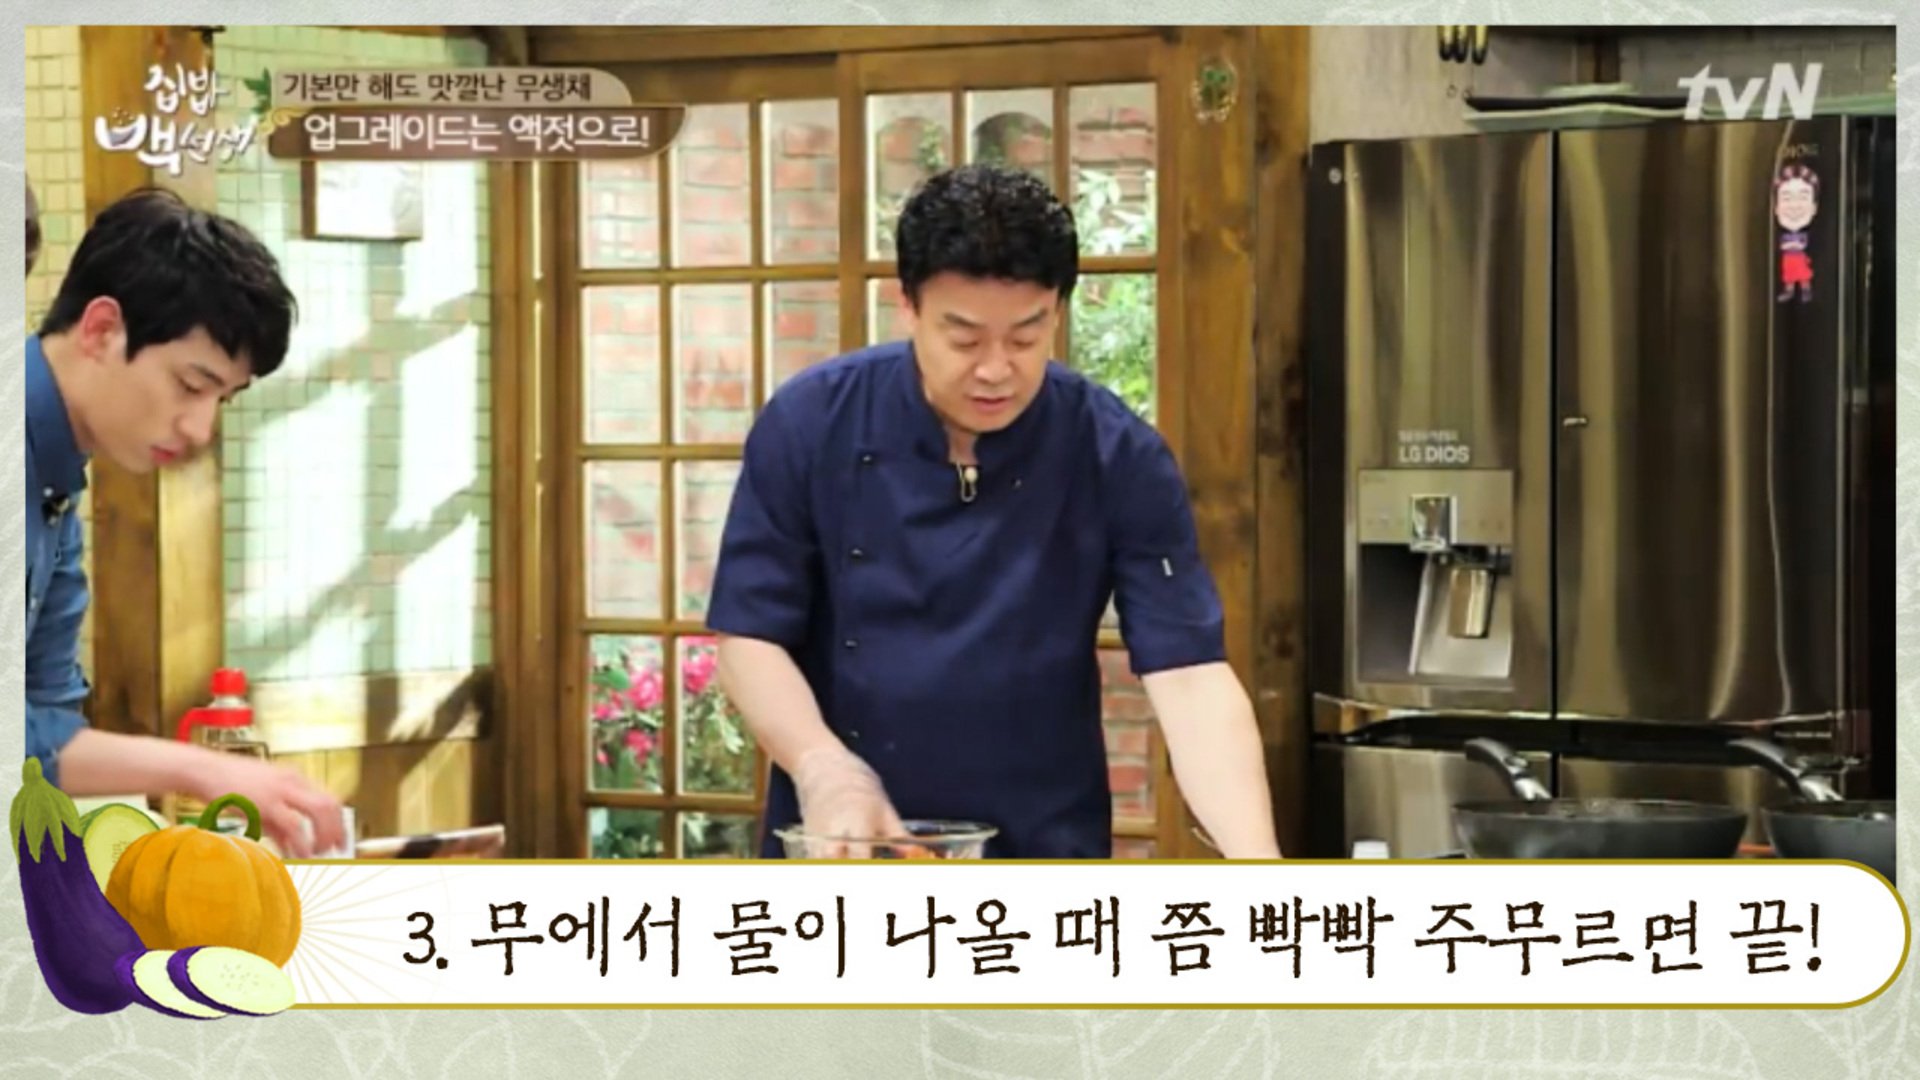 집밥
백선생
기본만 해도 맛깔난 무생채
업그레이드는 액젓으로!
tvN
LG DIOS
3. 무에서 물이 나올 때 쯤 빡빡 주무르면 끝!